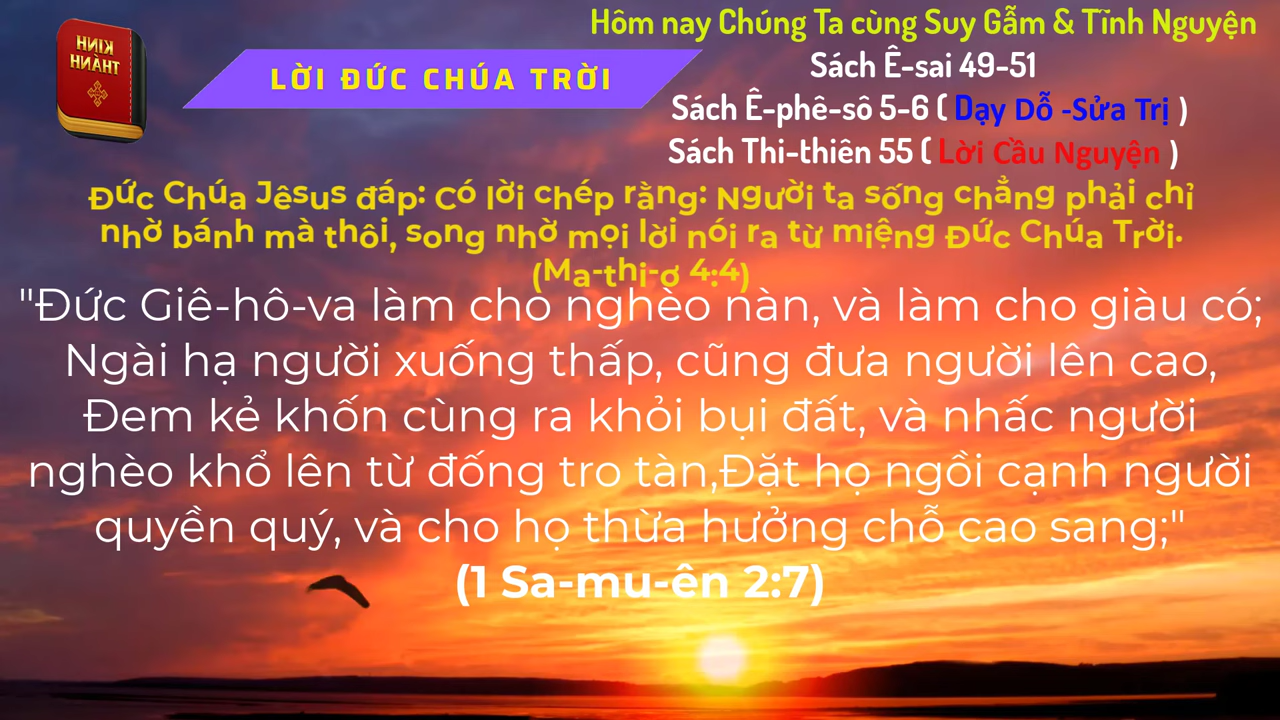 KINH
THÁNH
LỜI ĐỨC CHÚA TRỜI
Hôm nay Chúng Ta cùng Suy Gẫm & Tĩnh Nguyện
Sách Ê-sai 49-51
Sách Ê-phê-sô 5-6 ( Dạy Dỗ -Sửa Trị )
Sách Thi-thiên 55 ( Lời Cầu Nguyện )
Đức Chúa Jêsus đáp: Có lời chép rằng: Người ta sống chẳng phải chỉ
nhờ bánh mà thôi, song nhờ mọi lời nói ra từ miệng Đức Chúa Trời.
(Ma-thi-ơ 4:4)
"Đức Giê-hô-va làm cho nghèo nàn, và làm cho giàu có;
Ngài hạ người xuống thấp, cũng đưa người lên cao,
Đem kẻ khốn cùng ra khỏi bụi đất, và nhấc người
nghèo khổ lên từ đống tro tàn,Đặt họ ngồi cạnh người
quyền quý, và cho họ thừa hưởng chỗ cao sang;"
(1 Sa-mu-ên 2:7)